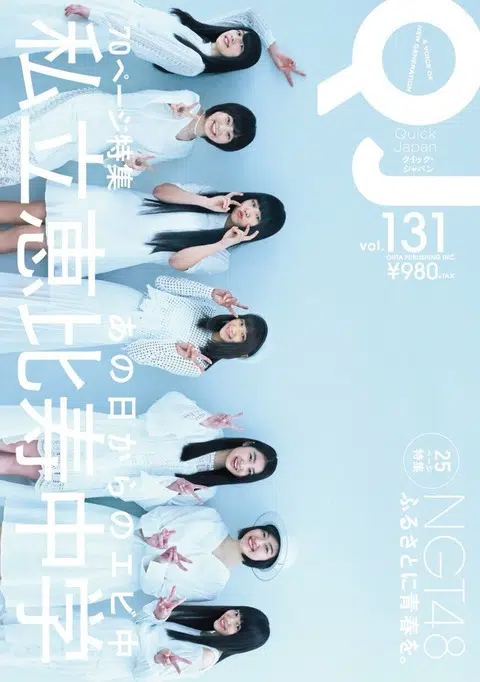 QJ
A VOICE OF
NEW GENERATION
Quick
Japan
クイック・
ジャパン
vol.131
OHTA PUBLISHING INC.
¥980+TAX
70ページ特集
私立恵比寿中学
あの日からのエビ中
25
ページ
特集
NGT48
ふるさとに青春を。